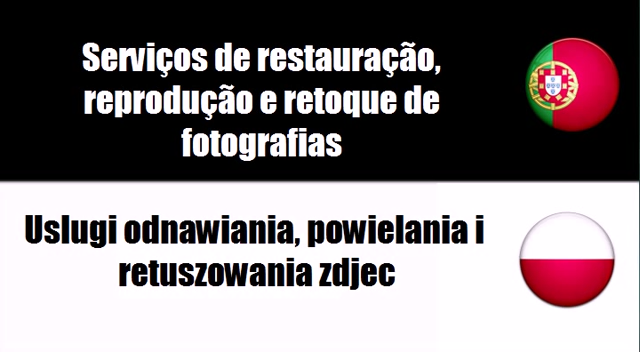 Serviços de restauração,
reprodução e retoque de
fotografias
Uslugi odnawiania, powielania i
retuszowania zdjec